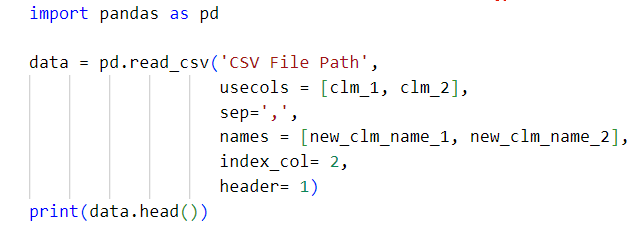 import pandas as pd
data = pd.read_csv('CSV File Path',
usecols = [clm_1, clm_2],
sep=',',
names = [new_clm_name_1, new_clm_name_2],
index_col= 2,
header= 1)
print(data.head())